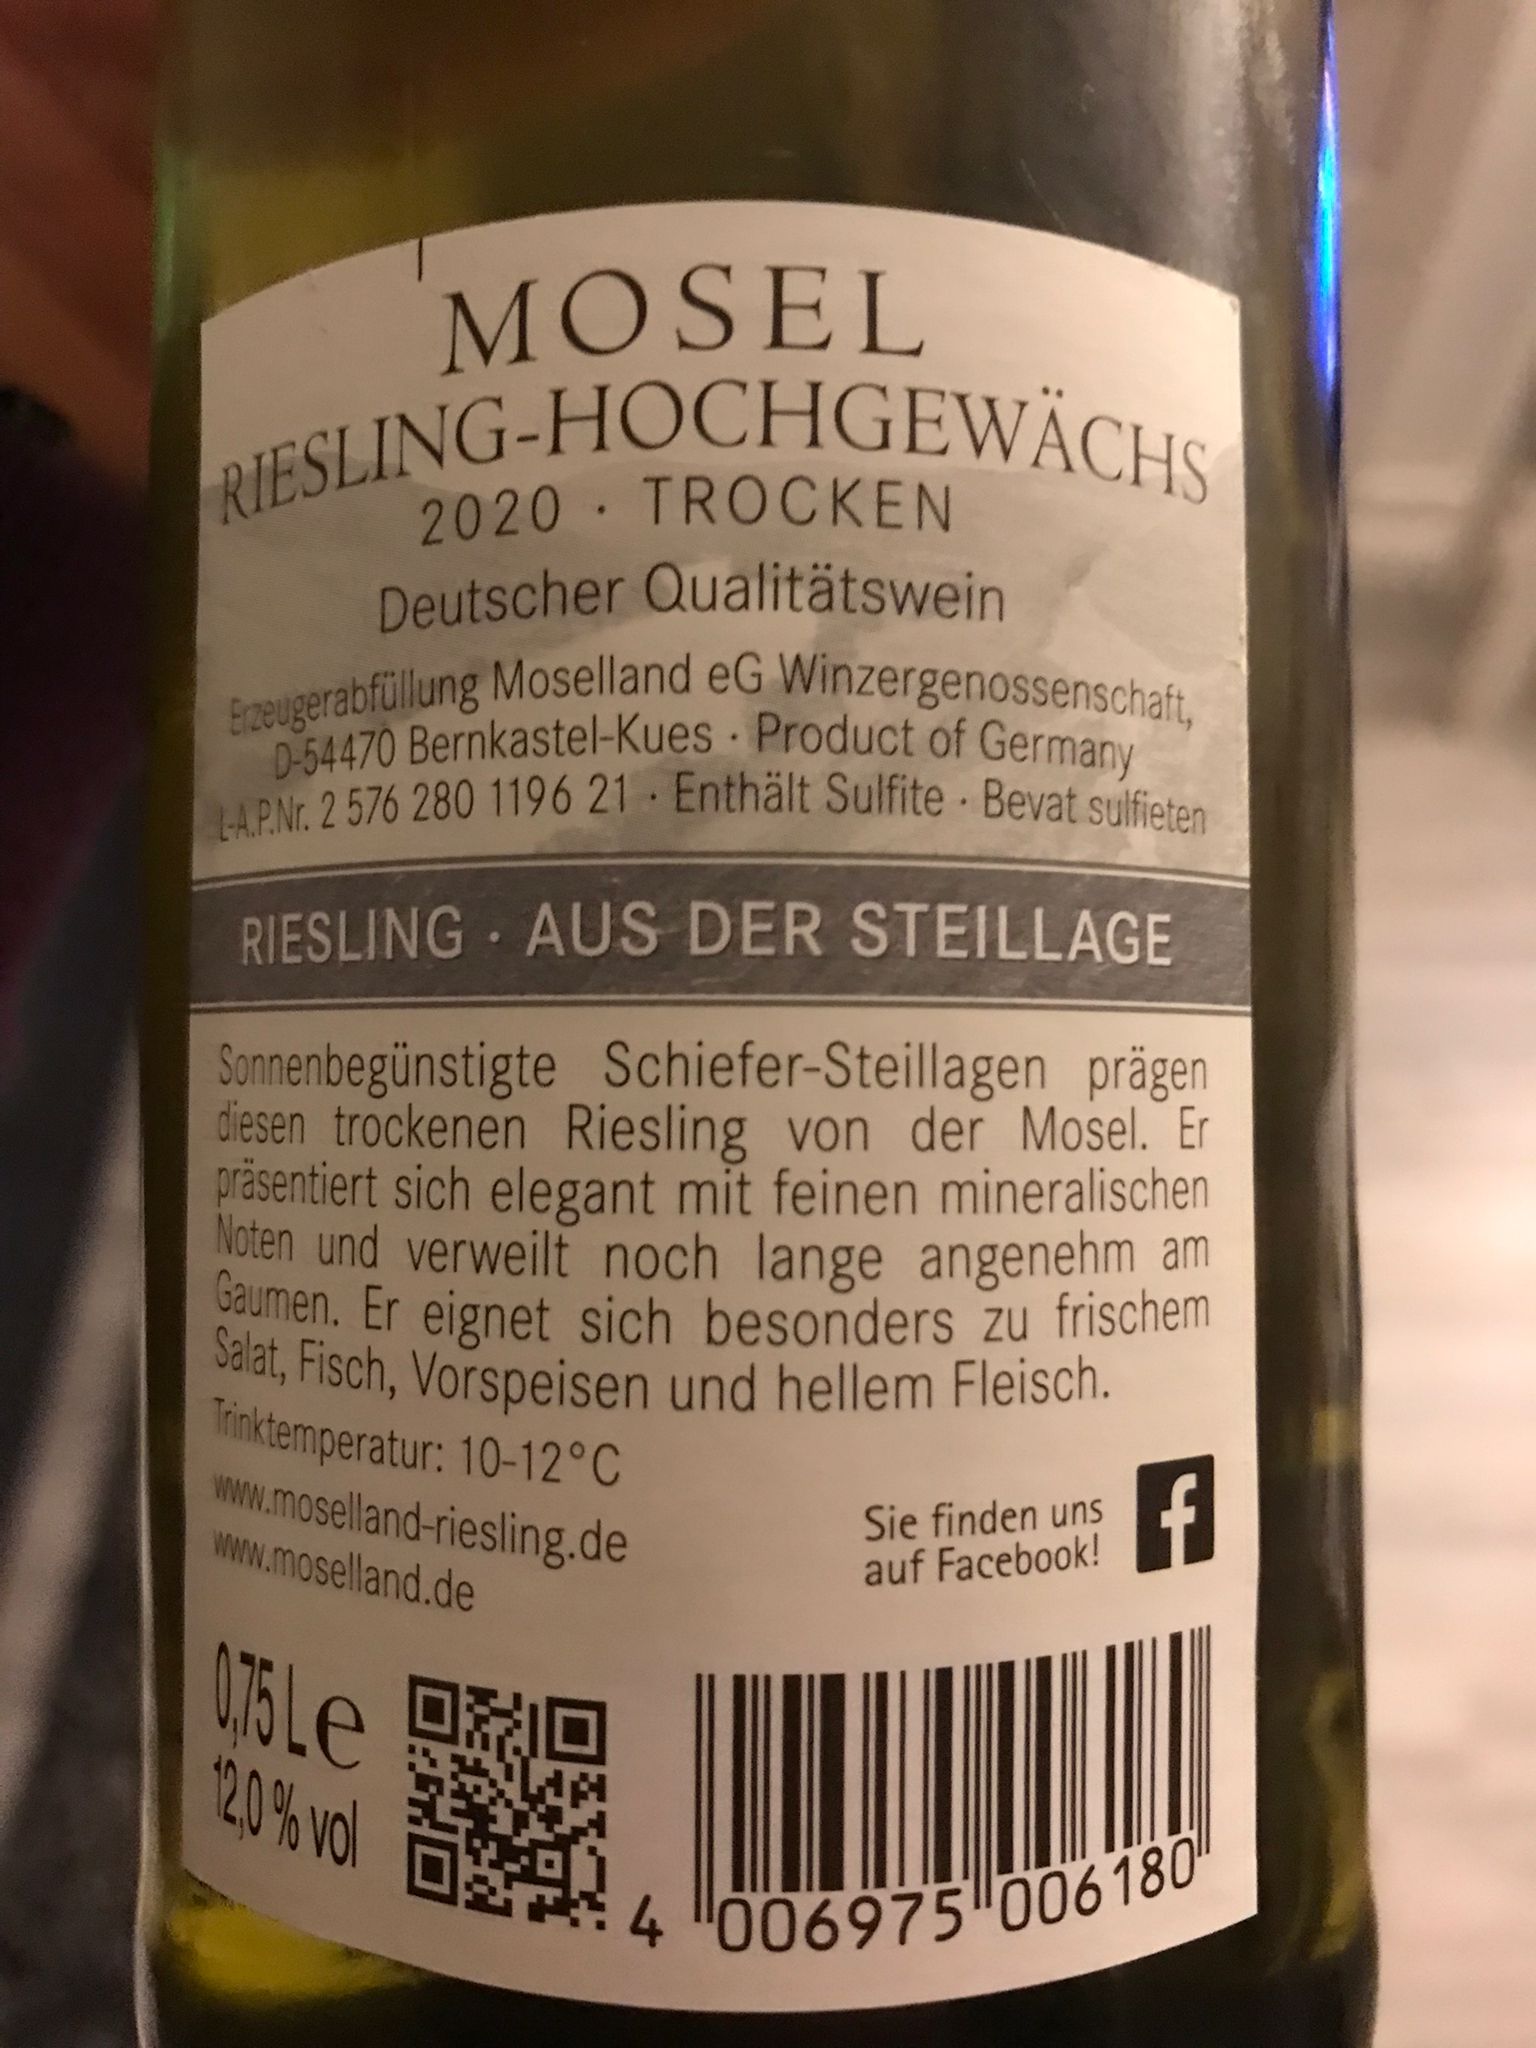 MOSEL
RIESLING-HOCHGEWÄCHS
2020 · TROCKEN
Deutscher Qualitätswein
Erzeugerabfüllung Moselland eG Winzergenossenschaft,
D-54470 Bernkastel-Kues · Product of Germany
L-A.P.Nr. 2 576 280 1196 21 · Enthält Sulfite · Bevat sulfieten
RIESLING · AUS DER STEILLAGE
Sonnenbegünstigte Schiefer-Steillagen prägen
diesen trockenen Riesling von der Mosel. Er
präsentiert sich elegant mit feinen mineralischen
Noten und verweilt noch lange angenehm am
Gaumen. Er eignet sich besonders zu frischem
Salat, Fisch, Vorspeisen und hellem Fleisch.
Trinktemperatur: 10-12°C
www.moselland-riesling.de
www.moselland.de
Sie finden uns
auf Facebook!
f
0,75 L e
12,0 % vol
4 006975 006180